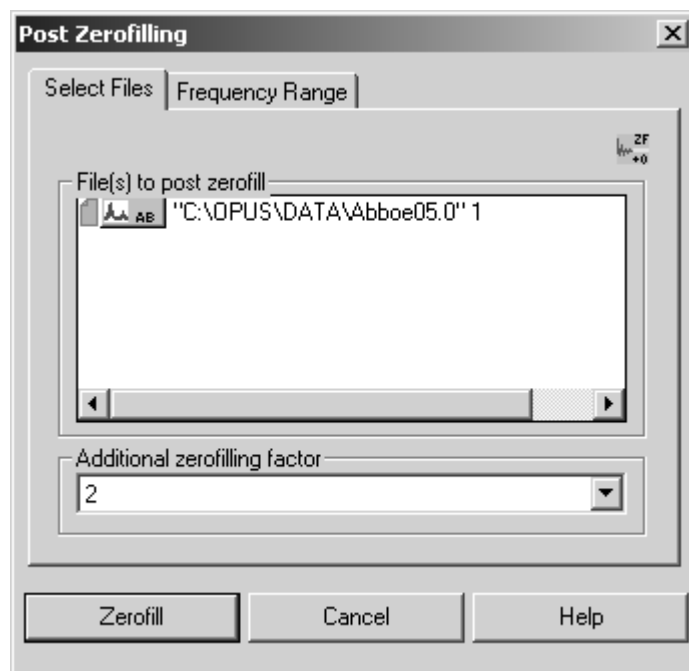 Post Zerofilling
Select Files
Frequency Range
ZF
+0
File(s) to post zerofill
AB "C:\OPUS\DATA\Abboe05.0" 1
Additional zerofilling factor
2
Zerofill
Cancel
Help